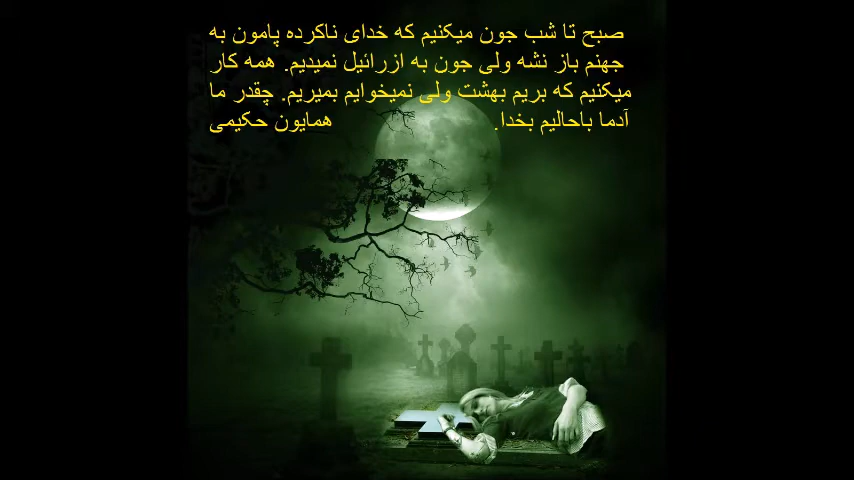 صبح تا شب جون میکنیم که خدای ناکرده پامون به
جهنم باز نشه ولی جون به ازرائیل نمیدیم. همه کار
میکنیم که بریم بهشت ولی نمیخوایم بمیریم. چقدر ما
آدما باحالیم بخدا. همایون حکیمی